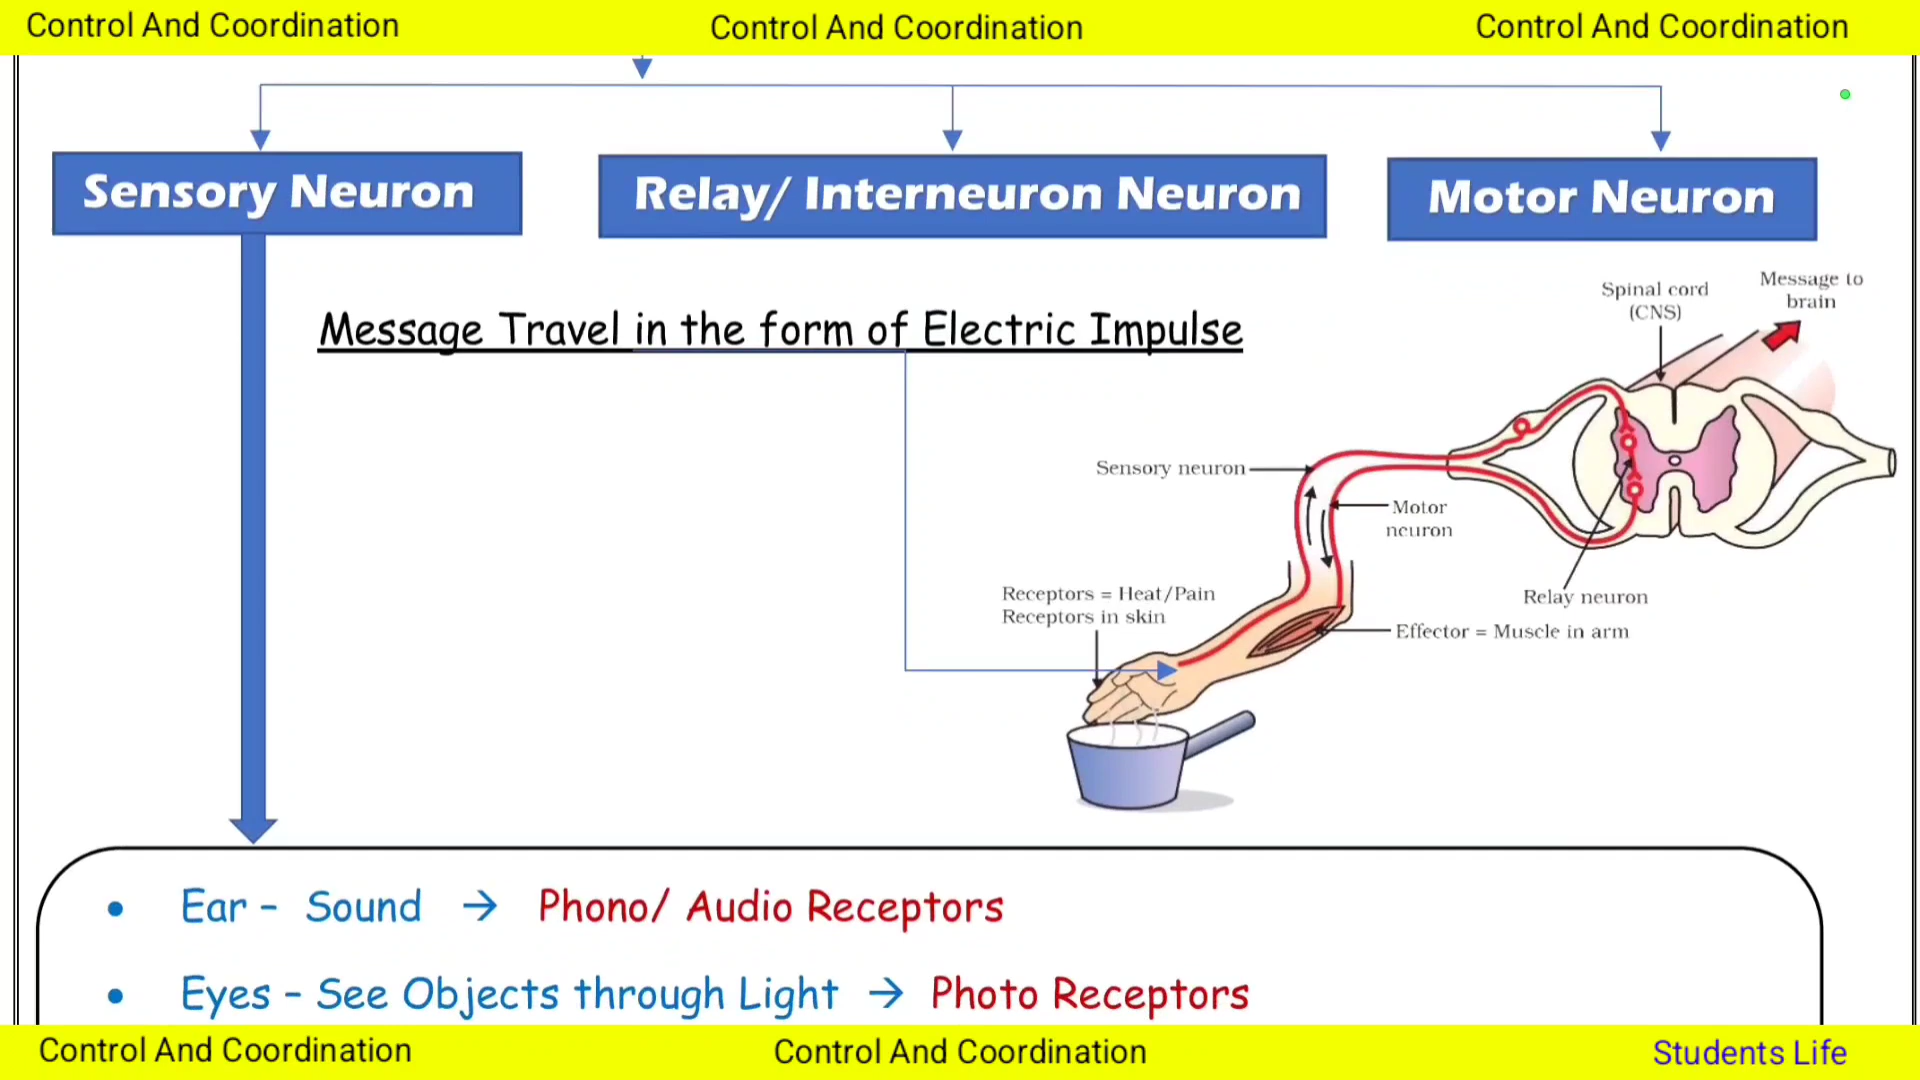 Control And Coordination
Control And Coordination
Control And Coordination
Sensory Neuron
Relay/ Interneuron Neuron
Motor Neuron
Message Travel in the form of Electric Impulse
Spinal cord
(CNS)
Message to
brain
Sensory neuron
Motor
neuron
Receptors = Heat/Pain
Receptors in skin
Relay neuron
Effector = Muscle in arm
• Ear – Sound → Phono/ Audio Receptors
• Eyes – See Objects through Light → Photo Receptors
Control And Coordination
Control And Coordination
Students Life